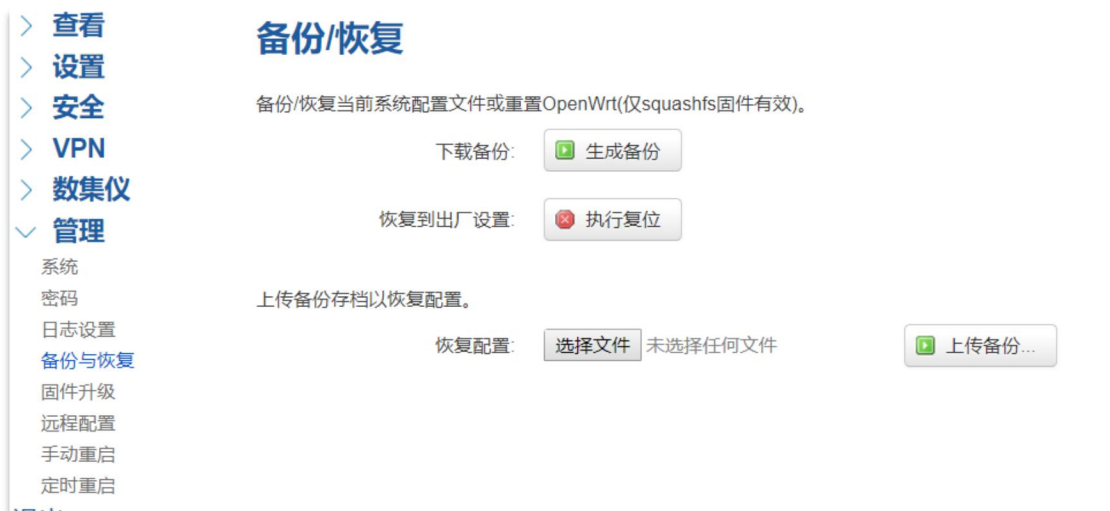 查看
设置
安全
VPN
数集仪
管理
系统
密码
日志设置
备份与恢复
固件升级
远程配置
手动重启
定时重启
备份/恢复
备份/恢复当前系统配置文件或重置OpenWrt(仅squashfs固件有效)。
下载备份: 生成备份
恢复到出厂设置: 执行复位
上传备份存档以恢复配置。
恢复配置: 选择文件 未选择任何文件 上传备份...